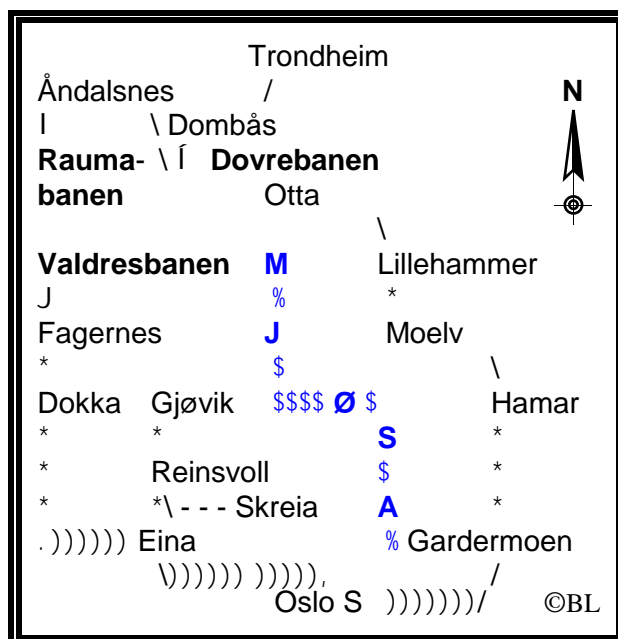 Trondheim
Åndalsnes /
I \ Dombås N
Rauma- \ Í Dovrebanen
banen Otta
\
Valdresbanen M Lillehammer
J % *
Fagernes J Moelv
* $ \
Dokka Gjøvik $$$$ Ø $ Hamar
* * S *
* Reinsvoll $ *
* *\ - - - Skreia A *
.)))))) Eina % Gardermoen
\)))))) ))))), /
Oslo S )))))))/ ©BL